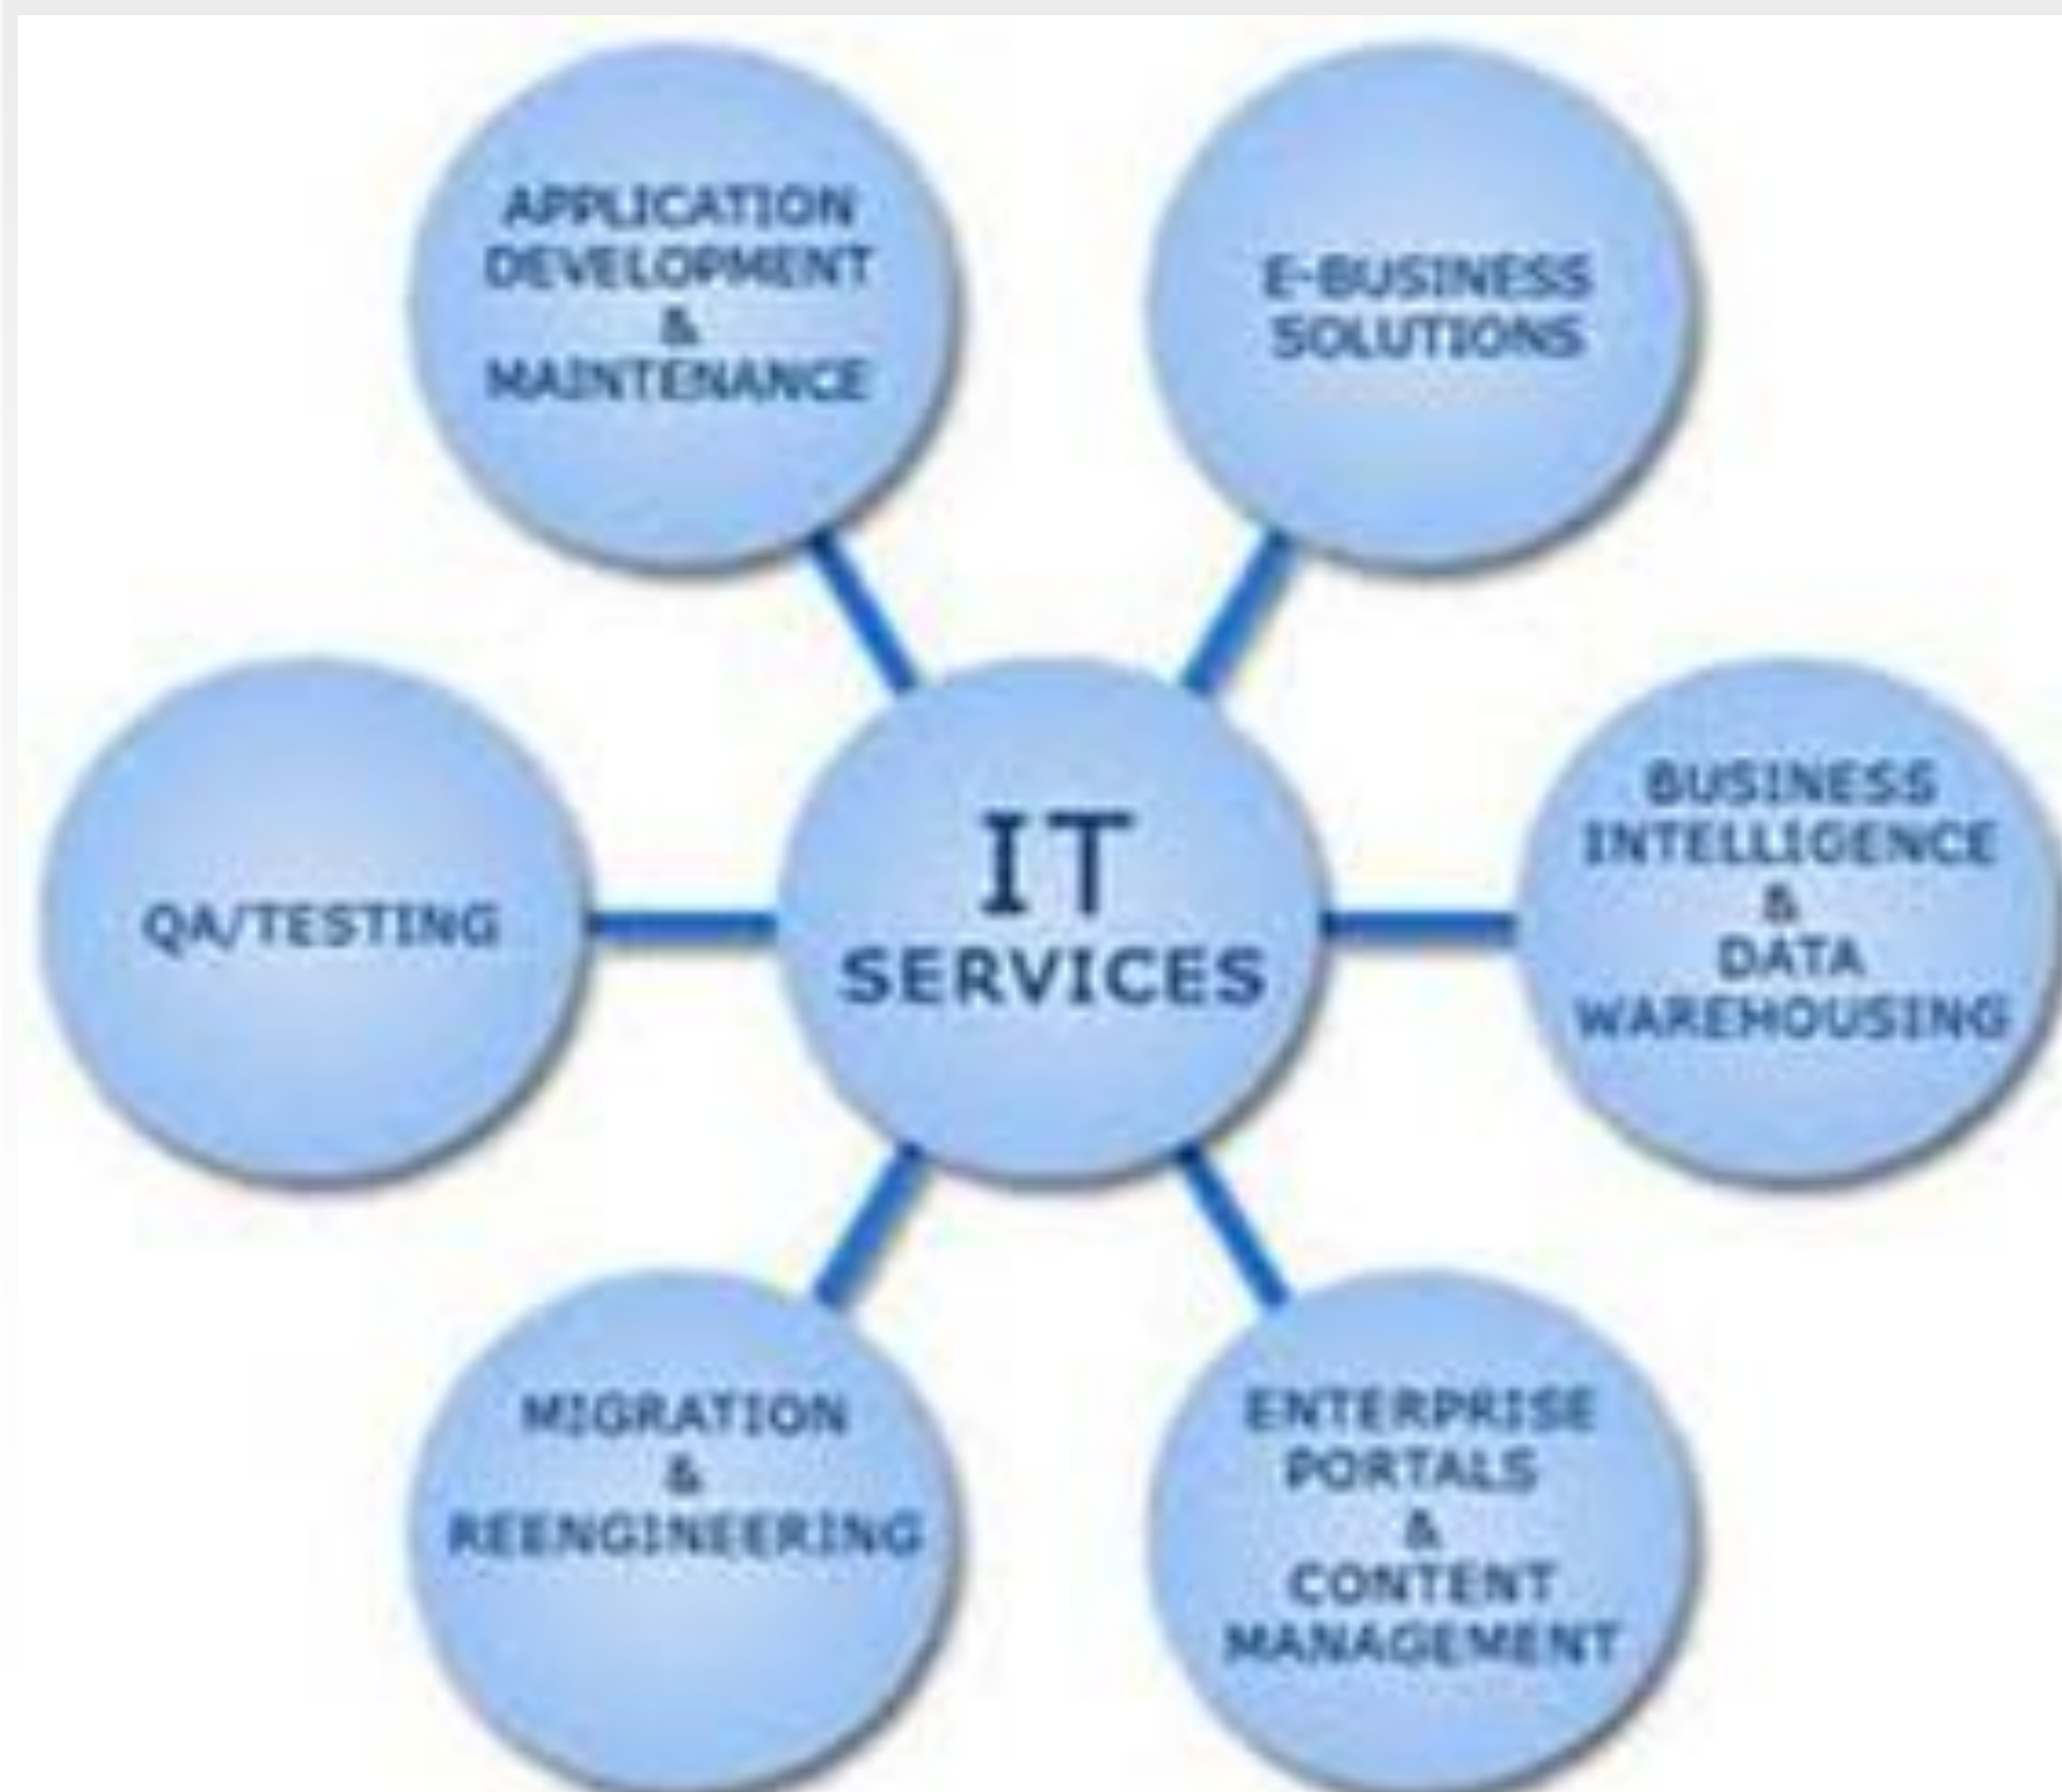 APPLICATION
DEVELOPMENT
&
MAINTENANCE
E-BUSINESS
SOLUTIONS
QA/TESTING
IT
SERVICES
BUSINESS
INTELLIGENCE
&
DATA
WAREHOUSING
MIGRATION
&
REENGINEERING
ENTERPRISE
PORTALS
&
CONTENT
MANAGEMENT